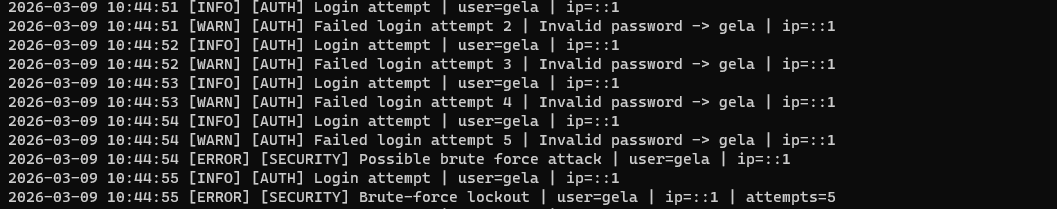 2026-03-09 10:44:51 [INFO] [AUTH] Login attempt | user=gela | ip=::1
2026-03-09 10:44:51 [WARN] [AUTH] Failed login attempt 2 | Invalid password -> gela | ip=::1
2026-03-09 10:44:52 [INFO] [AUTH] Login attempt | user=gela | ip=::1
2026-03-09 10:44:52 [WARN] [AUTH] Failed login attempt 3 | Invalid password -> gela | ip=::1
2026-03-09 10:44:53 [INFO] [AUTH] Login attempt | user=gela | ip=::1
2026-03-09 10:44:53 [WARN] [AUTH] Failed login attempt 4 | Invalid password -> gela | ip=::1
2026-03-09 10:44:54 [INFO] [AUTH] Login attempt | user=gela | ip=::1
2026-03-09 10:44:54 [WARN] [AUTH] Failed login attempt 5 | Invalid password -> gela | ip=::1
2026-03-09 10:44:54 [ERROR] [SECURITY] Possible brute force attack | user=gela | ip=::1
2026-03-09 10:44:55 [INFO] [AUTH] Login attempt | user=gela | ip=::1
2026-03-09 10:44:55 [ERROR] [SECURITY] Brute-force lockout | user=gela | ip=::1 | attempts=5